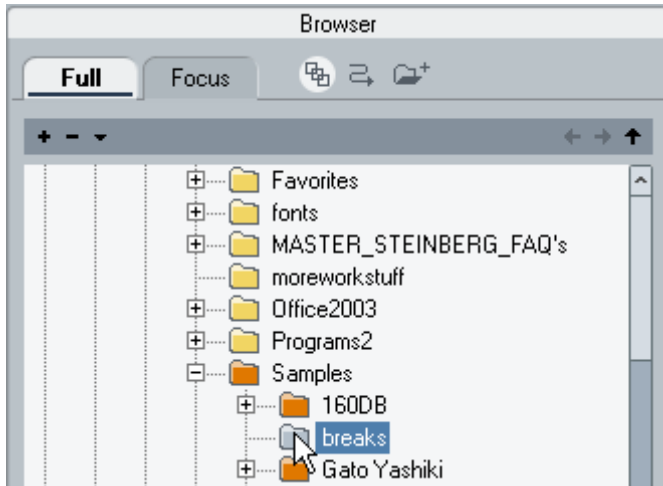 Browser
Full Focus
Favorites
fonts
MASTER_STEINBERG_FAQ's
moreworkstuff
Office2003
Programs2
Samples
160DB
breaks
Gato Yashiki